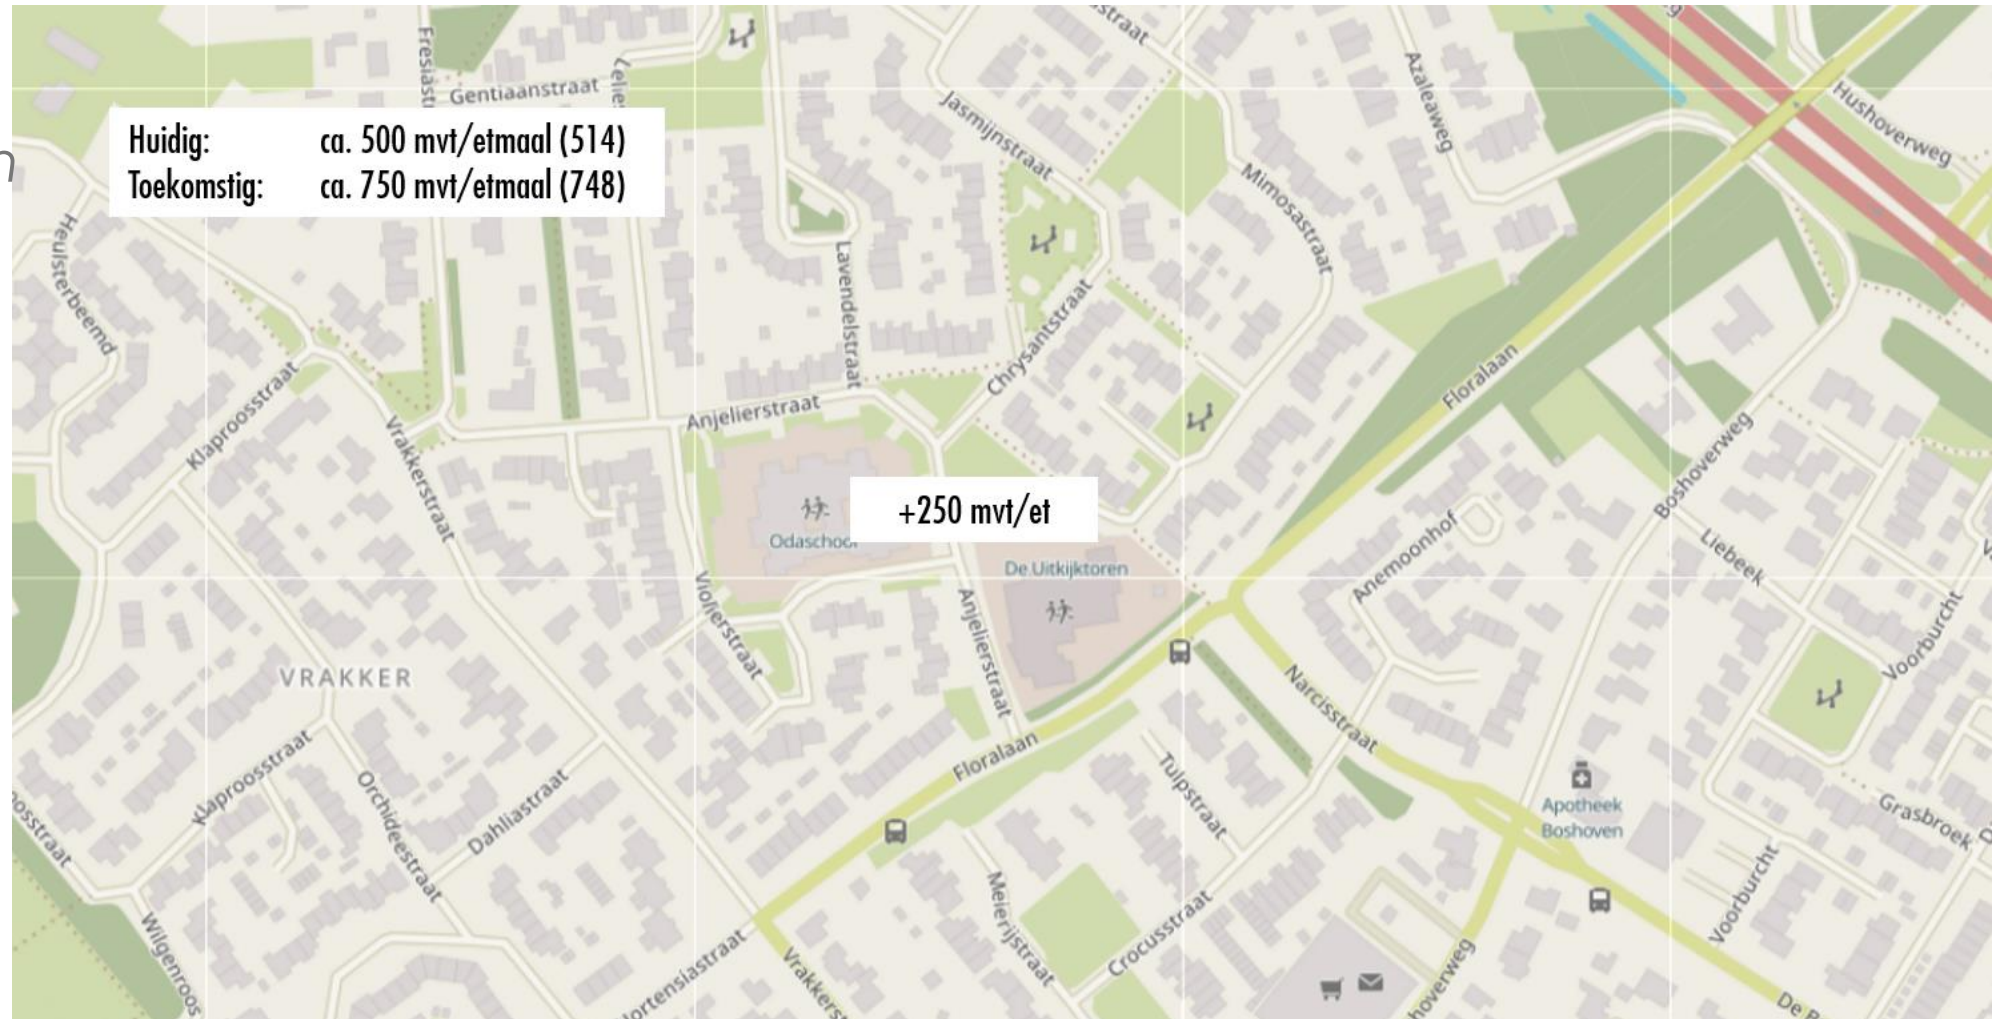 Huidig: ca. 500 mvt/etmaal (514)
Toekomstig: ca. 750 mvt/etmaal (748)
+250 mvt/et
n
Gentiaanstraat
Jasmijnstraat
Azaleaweg
Hushoverweg
Mimosastraat
Heulsterbeemd
Lavendelstraat
Chrysantstraat
Klaproosstraat
Vrakkerstraat
Anjelierstraat
Floralaan
Boshoverweg
Odaschool
De Uitkijktoren
Anemoonhof
Liebeek
Violierstraat
Anjelierstraat
Voorburcht
VRAKKER
Narcisstraat
Floralaan
Tulpstraat
Klaproosstraat
Orchideestraat
Dahliastraat
Apotheek
Boshoven
Grasbroek
Meierijstraat
Crocusstraat
Voorburcht